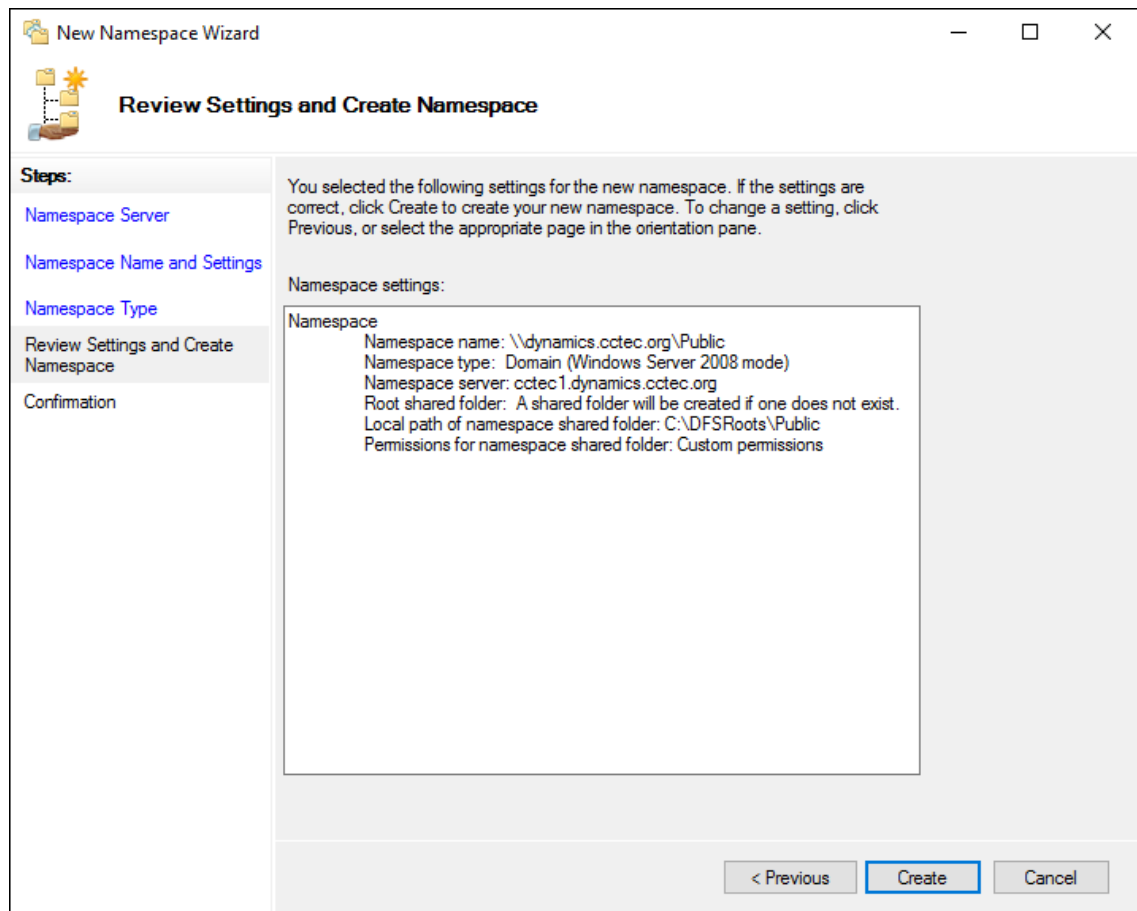 New Namespace Wizard
Review Settings and Create Namespace
Steps:
Namespace Server
Namespace Name and Settings
Namespace Type
Review Settings and Create
Namespace
Confirmation
You selected the following settings for the new namespace. If the settings are
correct, click Create to create your new namespace. To change a setting, click
Previous, or select the appropriate page in the orientation pane.
Namespace settings:
Namespace
Namespace name: \\dynamics.cctec.org\Public
Namespace type:  Domain (Windows Server 2008 mode)
Namespace server: cctec1.dynamics.cctec.org
Root shared folder:  A shared folder will be created if one does not exist.
Local path of namespace shared folder: C:\DFSRoots\Public
Permissions for namespace shared folder: Custom permissions
< Previous
Create
Cancel